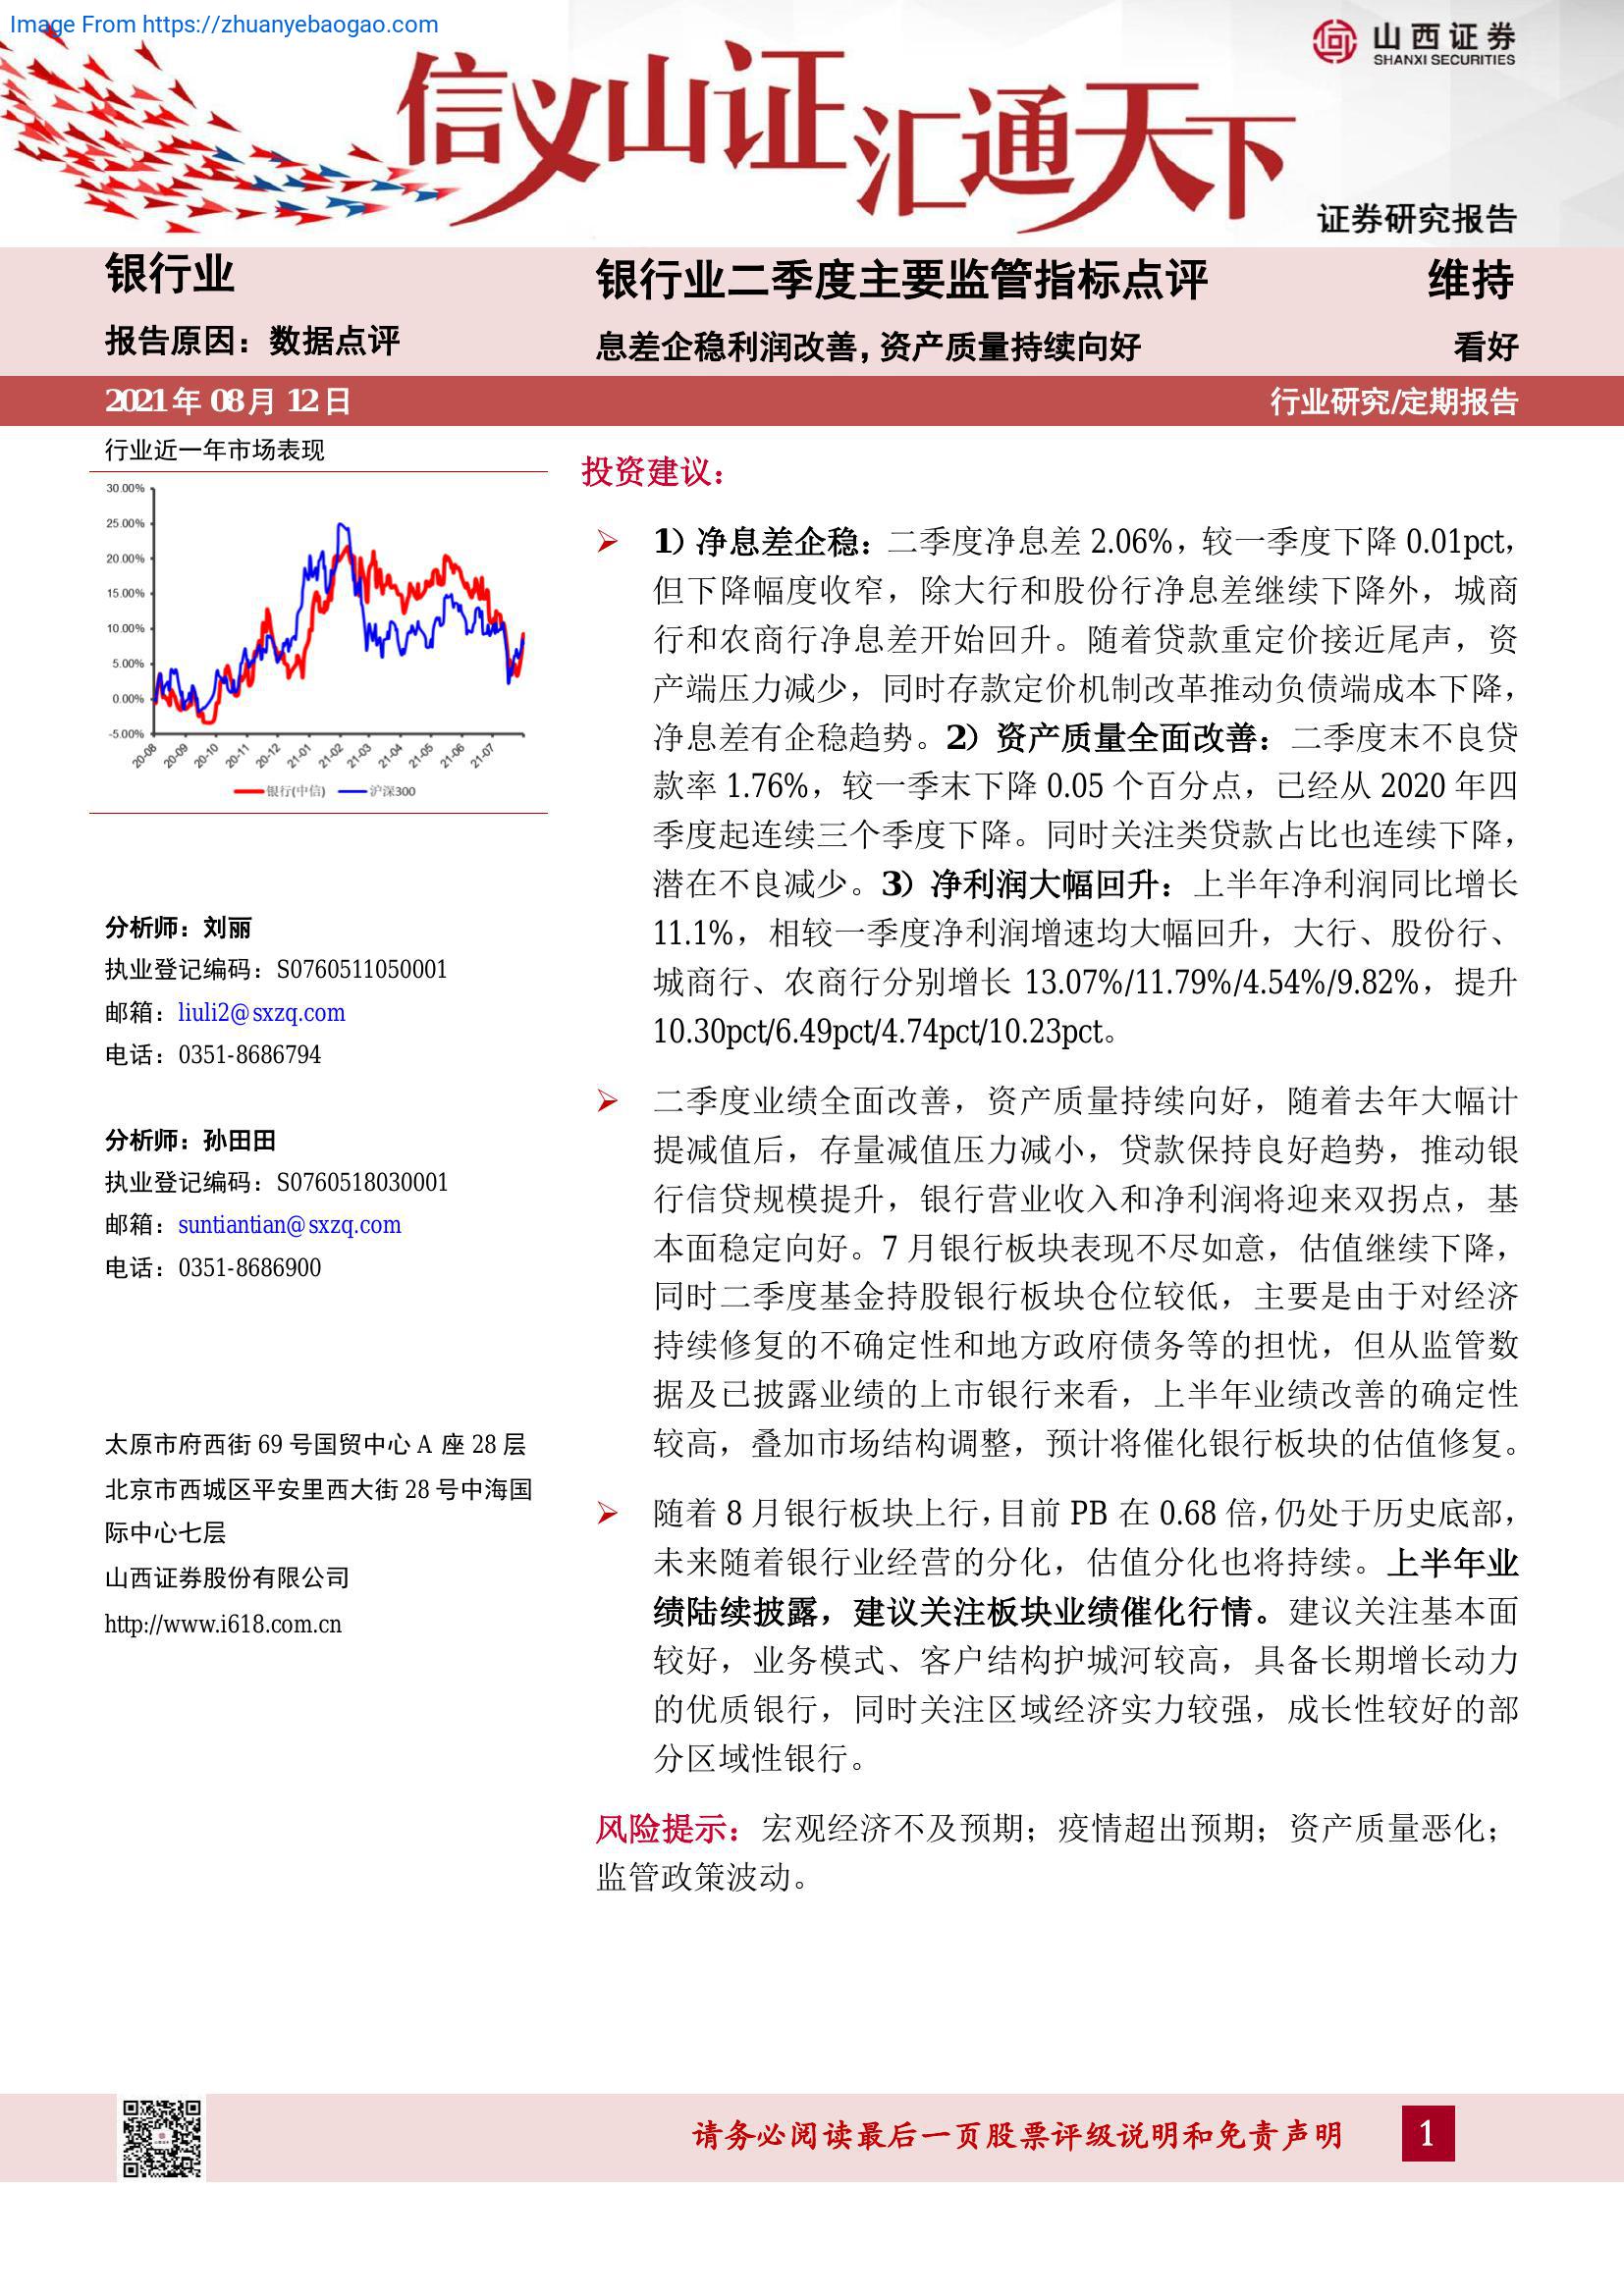 Image From https://zhuanyebaogao.com
山西证券
SHANXI SECURITIES
信义山证汇通天下
证券研究报告
银行业
报告原因：数据点评
银行业二季度主要监管指标点评
维持
息差企稳利润改善，资产质量持续向好
看好
2021年 08月 12日
行业研究/定期报告
行业近一年市场表现
30.00%
25.00%
20.00%
15.00%
10.00%
5.00%
0.00%
-5.00%
20-08 20-09 20-10 20-11 20-12 21-01 21-02 21-03 21-04 21-05 21-06 21-07
银行(中信) 沪深300
分析师：刘丽
执业登记编码：S0760511050001
邮箱：liuli2@sxzq.com
电话：0351-8686794
分析师：孙田田
执业登记编码：S0760518030001
邮箱：suntiantian@sxzq.com
电话：0351-8686900
太原市府西街 69 号国贸中心 A 座 28 层
北京市西城区平安里西大街 28 号中海国
际中心七层
山西证券股份有限公司
http://www.i618.com.cn
投资建议：
1）净息差企稳：二季度净息差 2.06%，较一季度下降 0.01pct，
但下降幅度收窄，除大行和股份行净息差继续下降外，城商
行和农商行净息差开始回升。随着贷款重定价接近尾声，资
产端压力减少，同时存款定价机制改革推动负债端成本下降，
净息差有企稳趋势。2）资产质量全面改善：二季度末不良贷
款率 1.76%，较一季末下降 0.05 个百分点，已经从 2020 年四
季度起连续三个季度下降。同时关注类贷款占比也连续下降，
潜在不良减少。3）净利润大幅回升：上半年净利润同比增长
11.1%，相较一季度净利润增速均大幅回升，大行、股份行、
城商行、农商行分别增长 13.07%/11.79%/4.54%/9.82%，提升
10.30pct/6.49pct/4.74pct/10.23pct。
二季度业绩全面改善，资产质量持续向好，随着去年大幅计
提减值后，存量减值压力减小，贷款保持良好趋势，推动银
行信贷规模提升，银行营业收入和净利润将迎来双拐点，基
本面稳定向好。7 月银行板块表现不尽如意，估值继续下降，
同时二季度基金持股银行板块仓位较低，主要是由于对经济
持续修复的不确定性和地方政府债务等的担忧，但从监管数
据及已披露业绩的上市银行来看，上半年业绩改善的确定性
较高，叠加市场结构调整，预计将催化银行板块的估值修复。
随着 8 月银行板块上行，目前 PB 在 0.68 倍，仍处于历史底部，
未来随着银行业经营的分化，估值分化也将持续。上半年业
绩陆续披露，建议关注板块业绩催化行情。建议关注基本面
较好，业务模式、客户结构护城河较高，具备长期增长动力
的优质银行，同时关注区域经济实力较强，成长性较好的部
分区域性银行。
风险提示：宏观经济不及预期；疫情超出预期；资产质量恶化；
监管政策波动。
请务必阅读最后一页股票评级说明和免责声明
1